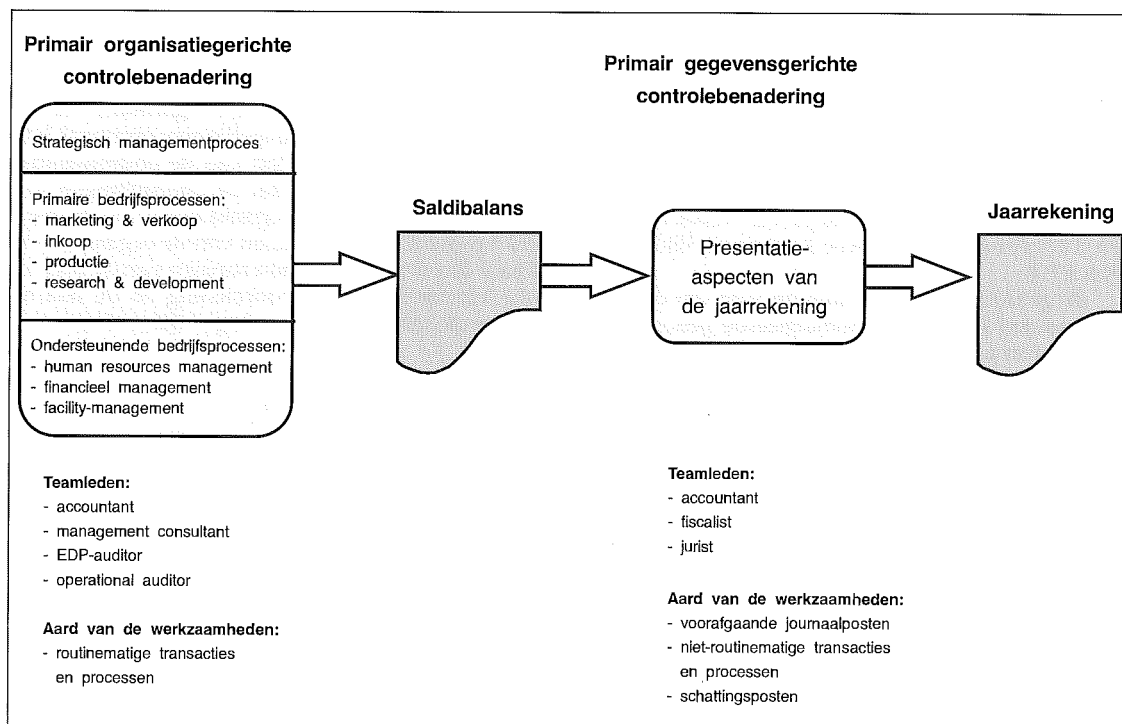 Primair organisatiegerichte
controlebenadering
Strategisch managementproces
Primaire bedrijfsprocessen:
- marketing & verkoop
- inkoop
- productie
- research & development
Ondersteunende bedrijfsprocessen:
- human resources management
- financieel management
- facility-management
Saldibalans
Primair gegevensgerichte
controlebenadering
Presentatie-
aspecten van
de jaarrekening
Jaarrekening
Teamleden:
- accountant
- management consultant
- EDP-auditor
- operational auditor
Aard van de werkzaamheden:
- routinematige transacties
en processen
Teamleden:
- accountant
- fiscalist
- jurist
Aard van de werkzaamheden:
- voorafgaande journaalposten
- niet-routinematige transacties
en processen
- schattingsposten